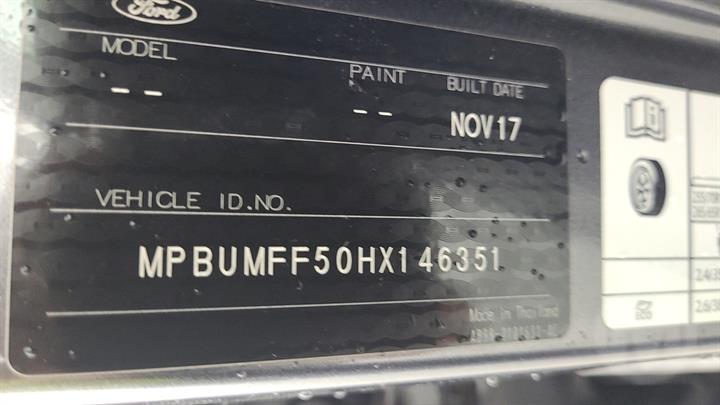 Ford
MODEL
PAINT
BUILT DATE
--
--
NOV17
VEHICLE ID.NO.
MPBUMFF50HX146351
Made in Thailand